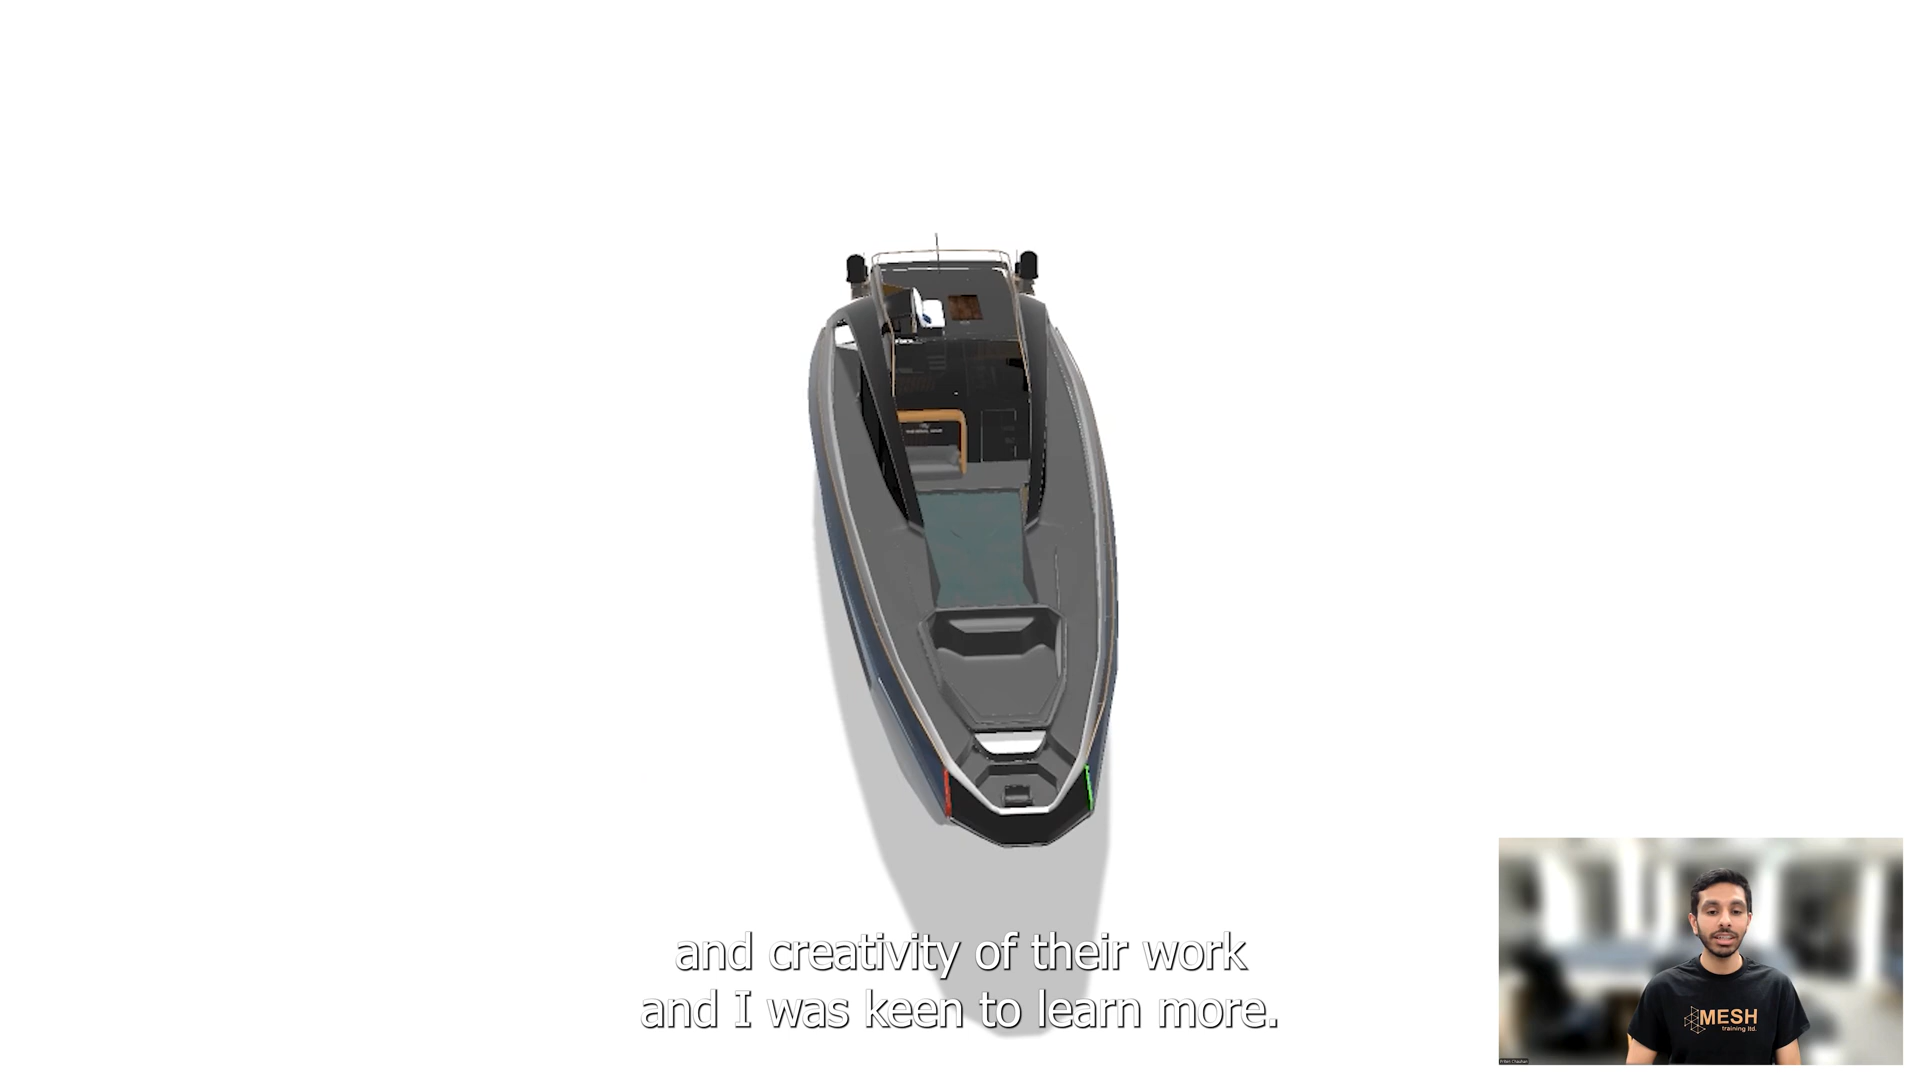 and creativity of their work
and I was keen to learn more.
MESH
training ltd.